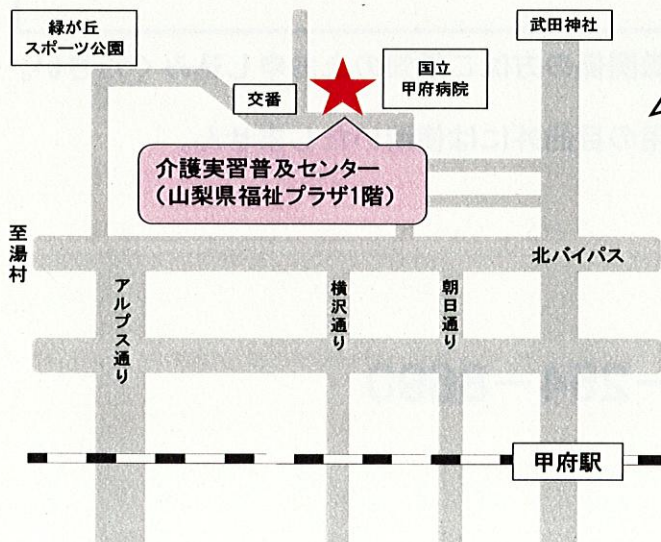 緑が丘
スポーツ公園
武田神社
交番
国立
甲府病院
介護実習普及センター
（山梨県福祉プラザ1階）
至湯村
北バイパス
アルプス通り
横沢通り
朝日通り
甲府駅